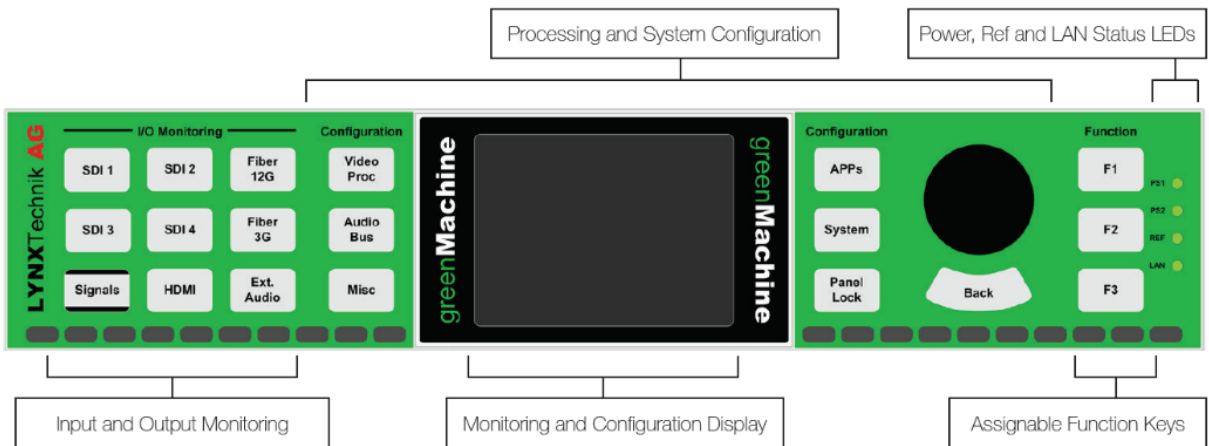 Processing and System Configuration
Power, Ref and LAN Status LEDs
LYNXTechnik AG
I/O Monitoring
SDI 1
SDI 2
Fiber
12G
SDI 3
SDI 4
Fiber
3G
Signals
HDMI
Ext.
Audio
Configuration
Video
Proc
Audio
Bus
Misc
greenMachine
greenMachine
Configuration
APPs
System
Panel
Lock
Back
Function
F1
F2
F3
PS1
PS2
REF
LAN
Input and Output Monitoring
Monitoring and Configuration Display
Assignable Function Keys